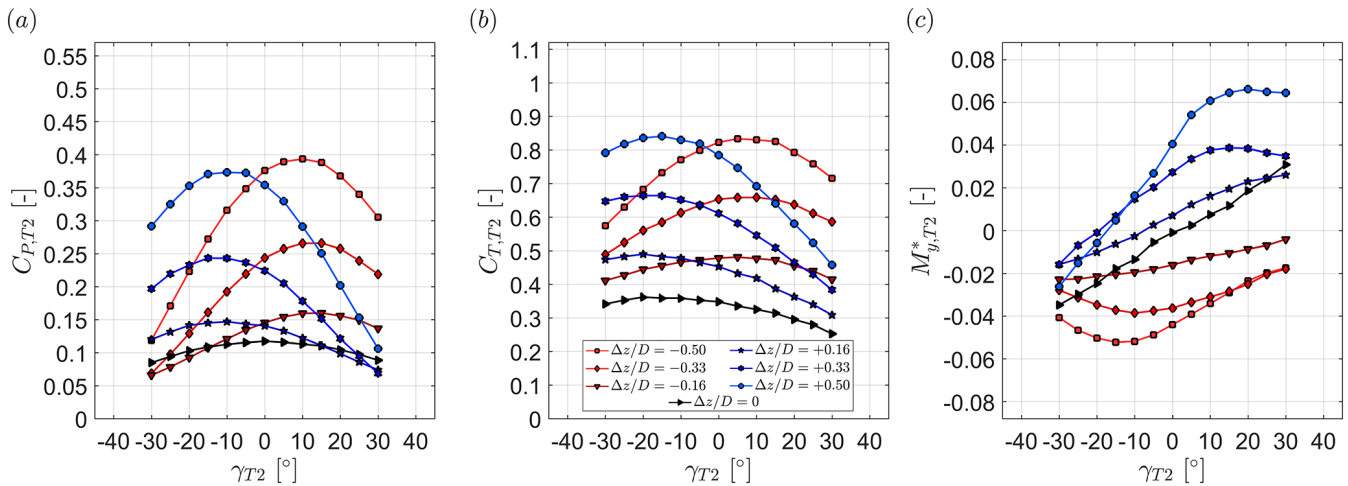 (a)
0.55
0.5
0.45
0.4
0.35
0.3
0.25
0.2
0.15
0.1
0.05
0
C_{P,T2} [-]
-40 -30 -20 -10 0 10 20 30 40
γ_{T2} [°]
(b)
1.1
1
0.9
0.8
0.7
0.6
0.5
0.4
0.3
0.2
0.1
0
C_{T,T2} [-]
Δz/D = −0.50
Δz/D = −0.33
Δz/D = −0.16
Δz/D = +0.16
Δz/D = +0.33
Δz/D = +0.50
Δz/D = 0
-40 -30 -20 -10 0 10 20 30 40
γ_{T2} [°]
(c)
0.08
0.06
0.04
0.02
0
-0.02
-0.04
-0.06
-0.08
M*_{y,T2} [-]
-40 -30 -20 -10 0 10 20 30 40
γ_{T2} [°]